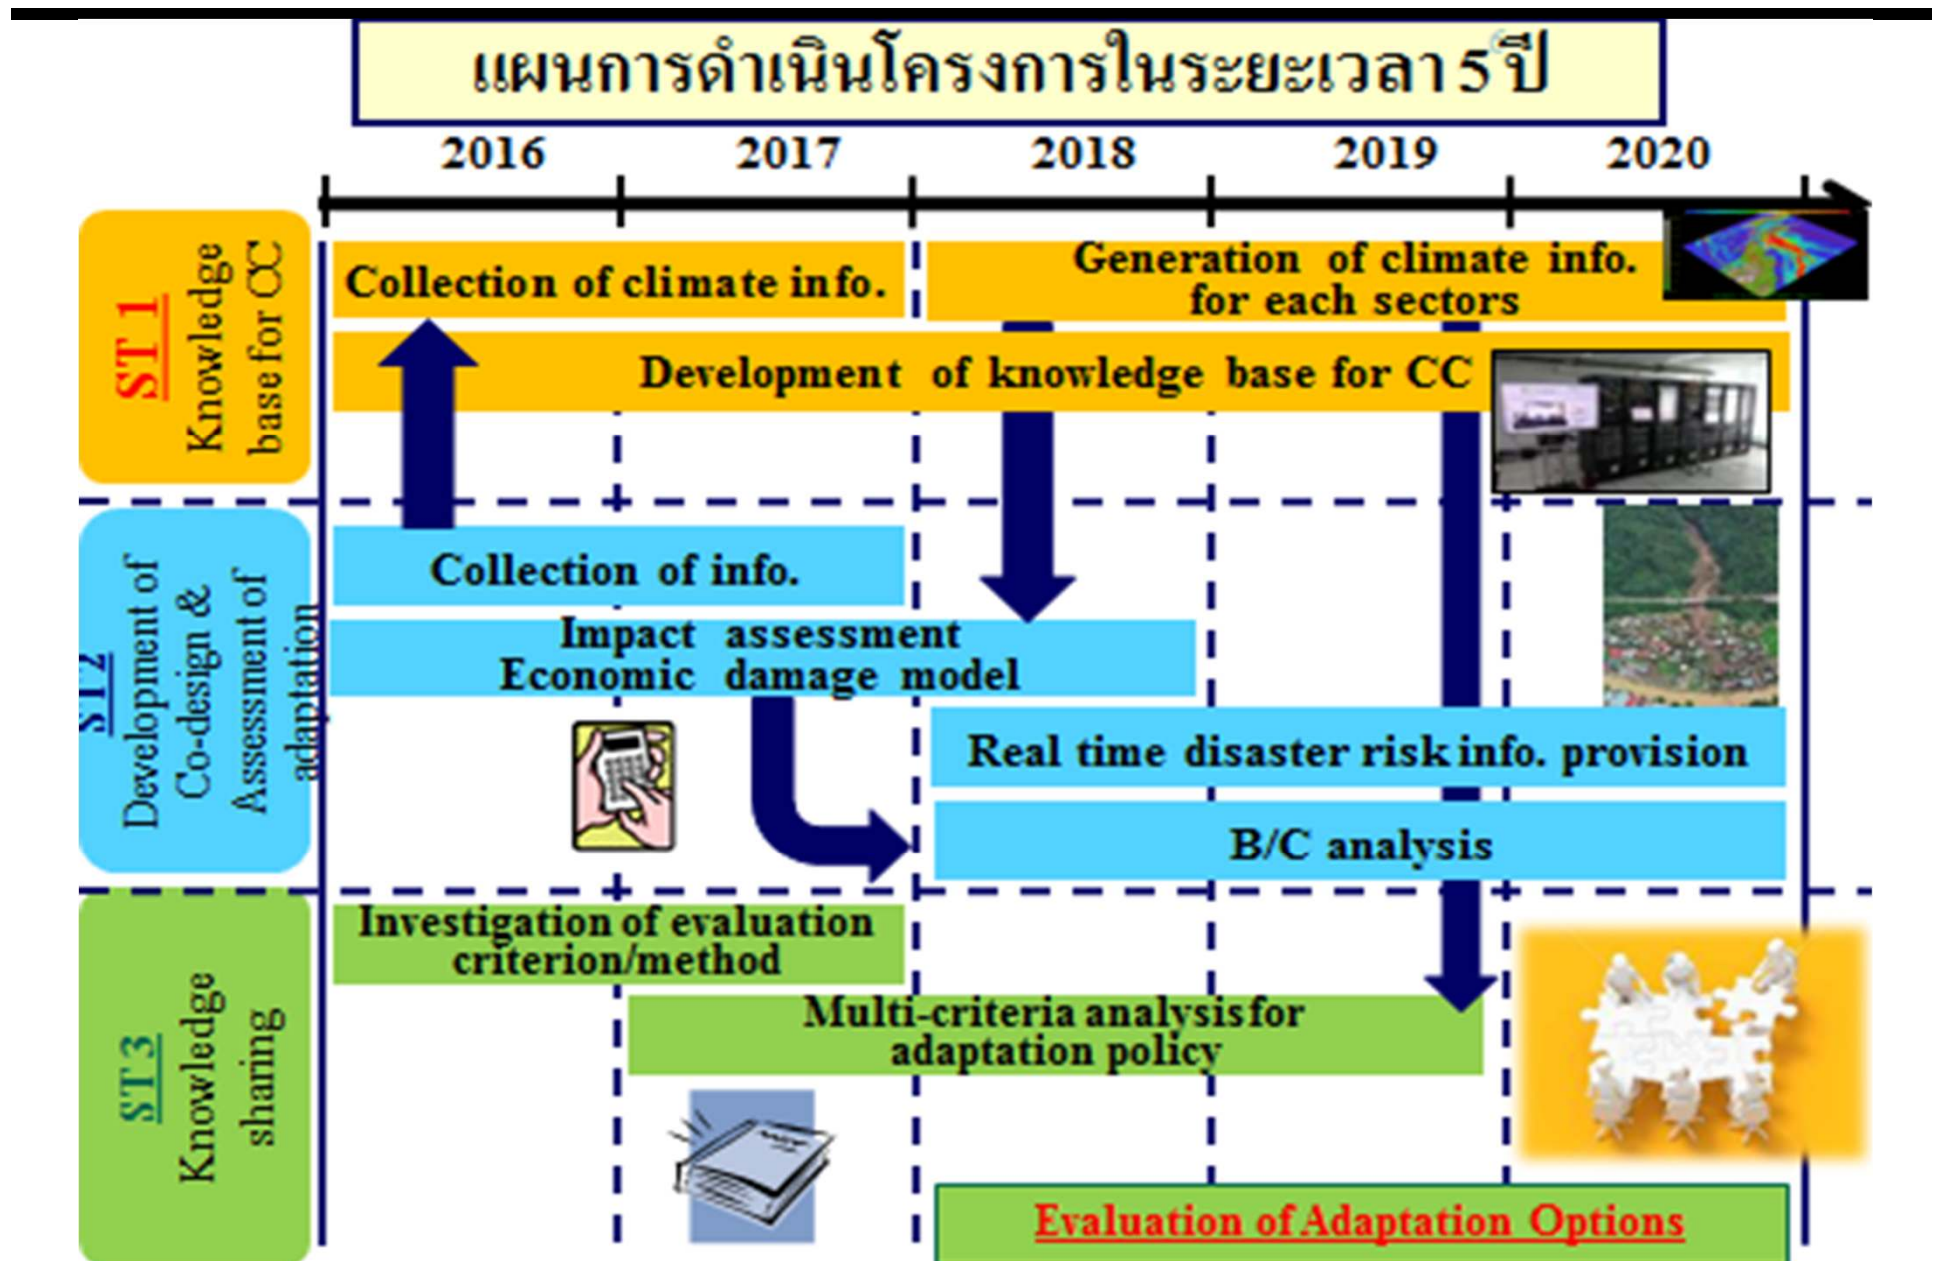 แผนการดำเนินโครงการในระยะเวลา 5 ปี
2016 2017 2018 2019 2020
ST 1
Knowledge
base for CC
Collection of climate info.
Generation of climate info.
for each sectors
Development of knowledge base for CC
ST2
Development of
Co-design &
Assessment of
adaptation
Collection of info.
Impact assessment
Economic damage model
Real time disaster risk info. provision
B/C analysis
ST 3
Knowledge
sharing
Investigation of evaluation
criterion/method
Multi-criteria analysis for
adaptation policy
Evaluation of Adaptation Options